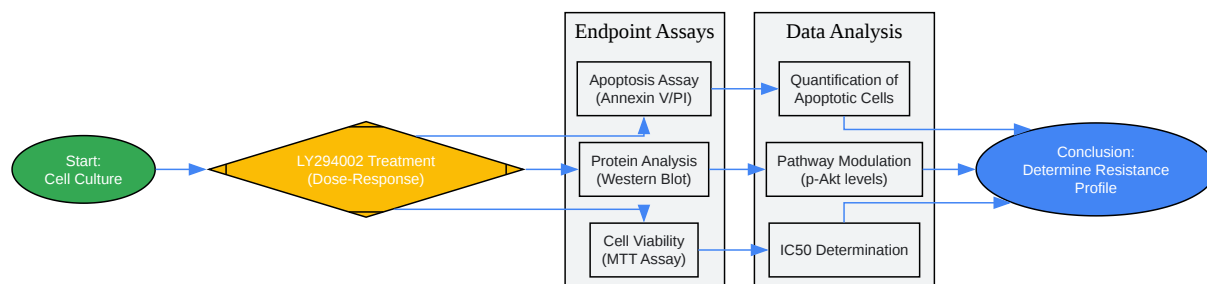 Start:
Cell Culture
LY294002 Treatment
(Dose-Response)
Endpoint Assays
Apoptosis Assay
(Annexin V/PI)
Protein Analysis
(Western Blot)
Cell Viability
(MTT Assay)
Data Analysis
Quantification of
Apoptotic Cells
Pathway Modulation
(p-Akt levels)
IC50 Determination
Conclusion:
Determine Resistance
Profile